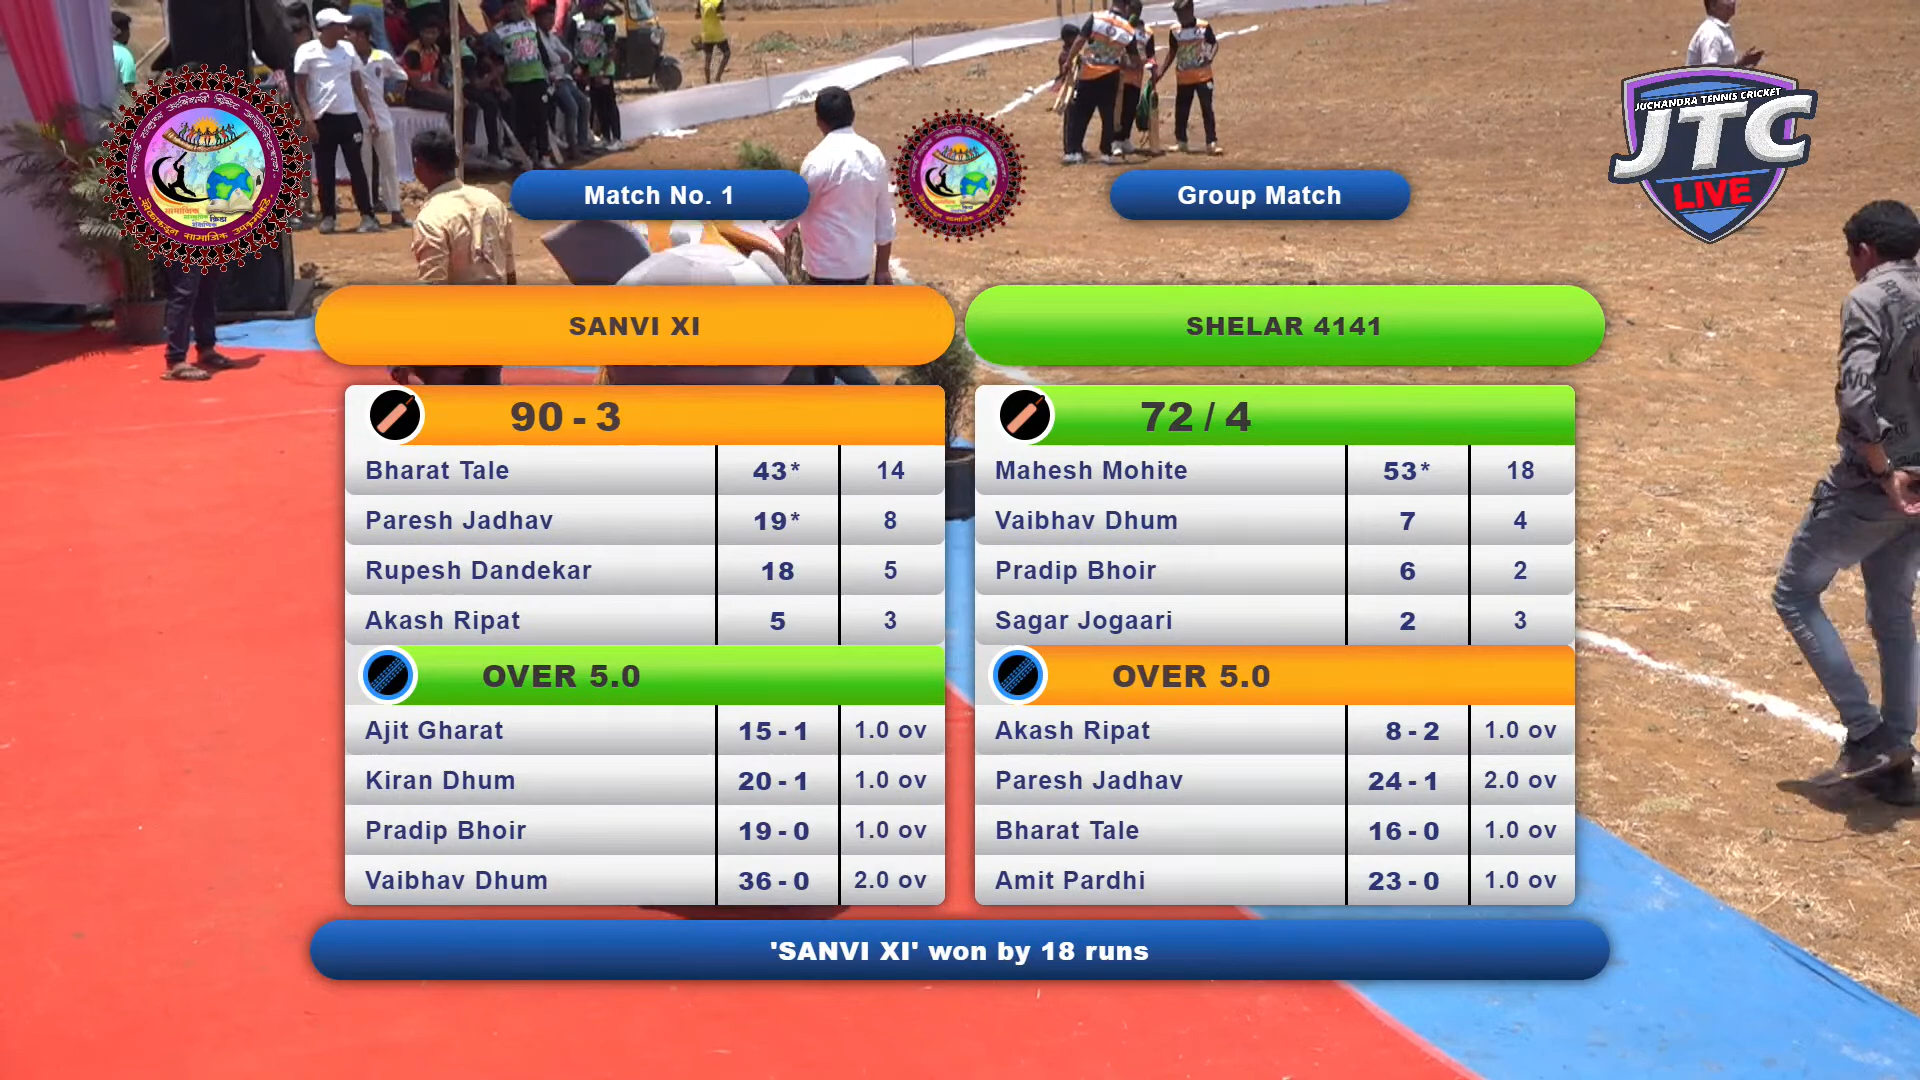 JUCHANDRA TENNIS CRICKET
JTC
LIVE
Match No. 1
Group Match
SANVI XI
SHELAR 4141
90 - 3
Bharat Tale 43* 14
Paresh Jadhav 19* 8
Rupesh Dandekar 18 5
Akash Ripat 5 3
OVER 5.0
Ajit Gharat 15 - 1 1.0 ov
Kiran Dhum 20 - 1 1.0 ov
Pradip Bhoir 19 - 0 1.0 ov
Vaibhav Dhum 36 - 0 2.0 ov
72 / 4
Mahesh Mohite 53* 18
Vaibhav Dhum 7 4
Pradip Bhoir 6 2
Sagar Jogaari 2 3
OVER 5.0
Akash Ripat 8 - 2 1.0 ov
Paresh Jadhav 24 - 1 2.0 ov
Bharat Tale 16 - 0 1.0 ov
Amit Pardhi 23 - 0 1.0 ov
'SANVI XI' won by 18 runs